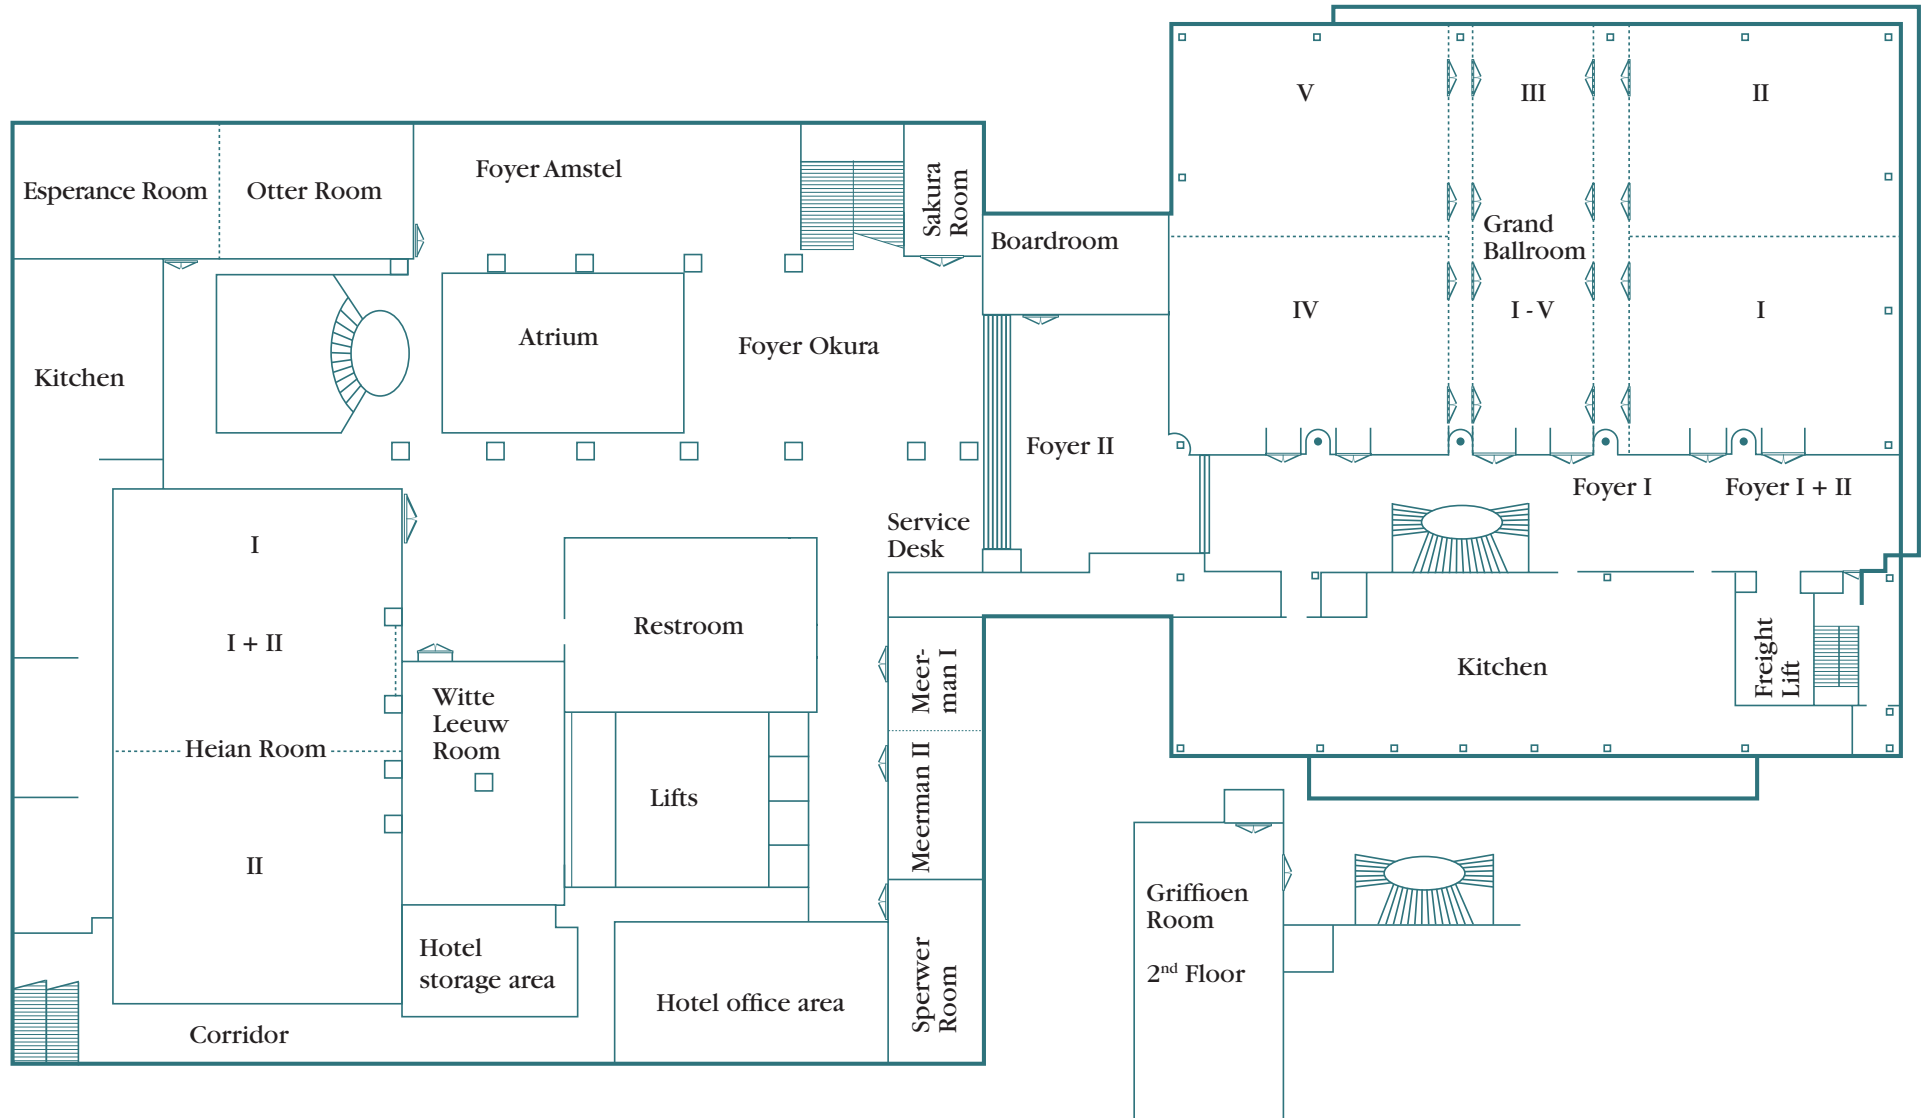 Esperance Room
Otter Room
Foyer Amstel
Sakura
Room
Boardroom
V
III
II
Grand
Ballroom
IV
I - V
I
Atrium
Foyer Okura
Kitchen
Foyer II
Foyer I
Foyer I + II
Service
Desk
I
I + II
Heian Room
II
Witte
Leeuw
Room
Restroom
Lifts
Meer-
man I
Meerman II
Sperwer
Room
Kitchen
Freight
Lift
Hotel
storage area
Hotel office area
Corridor
Griffioen
Room
2nd Floor